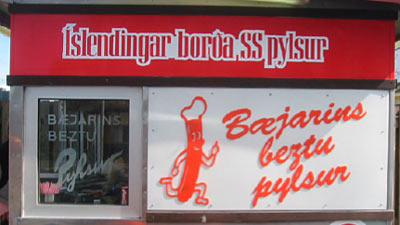 Íslendingar borða SS pylsur
BÆJARINS
BEZTU
Pylsur
Bæjarins
beztu
pylsur